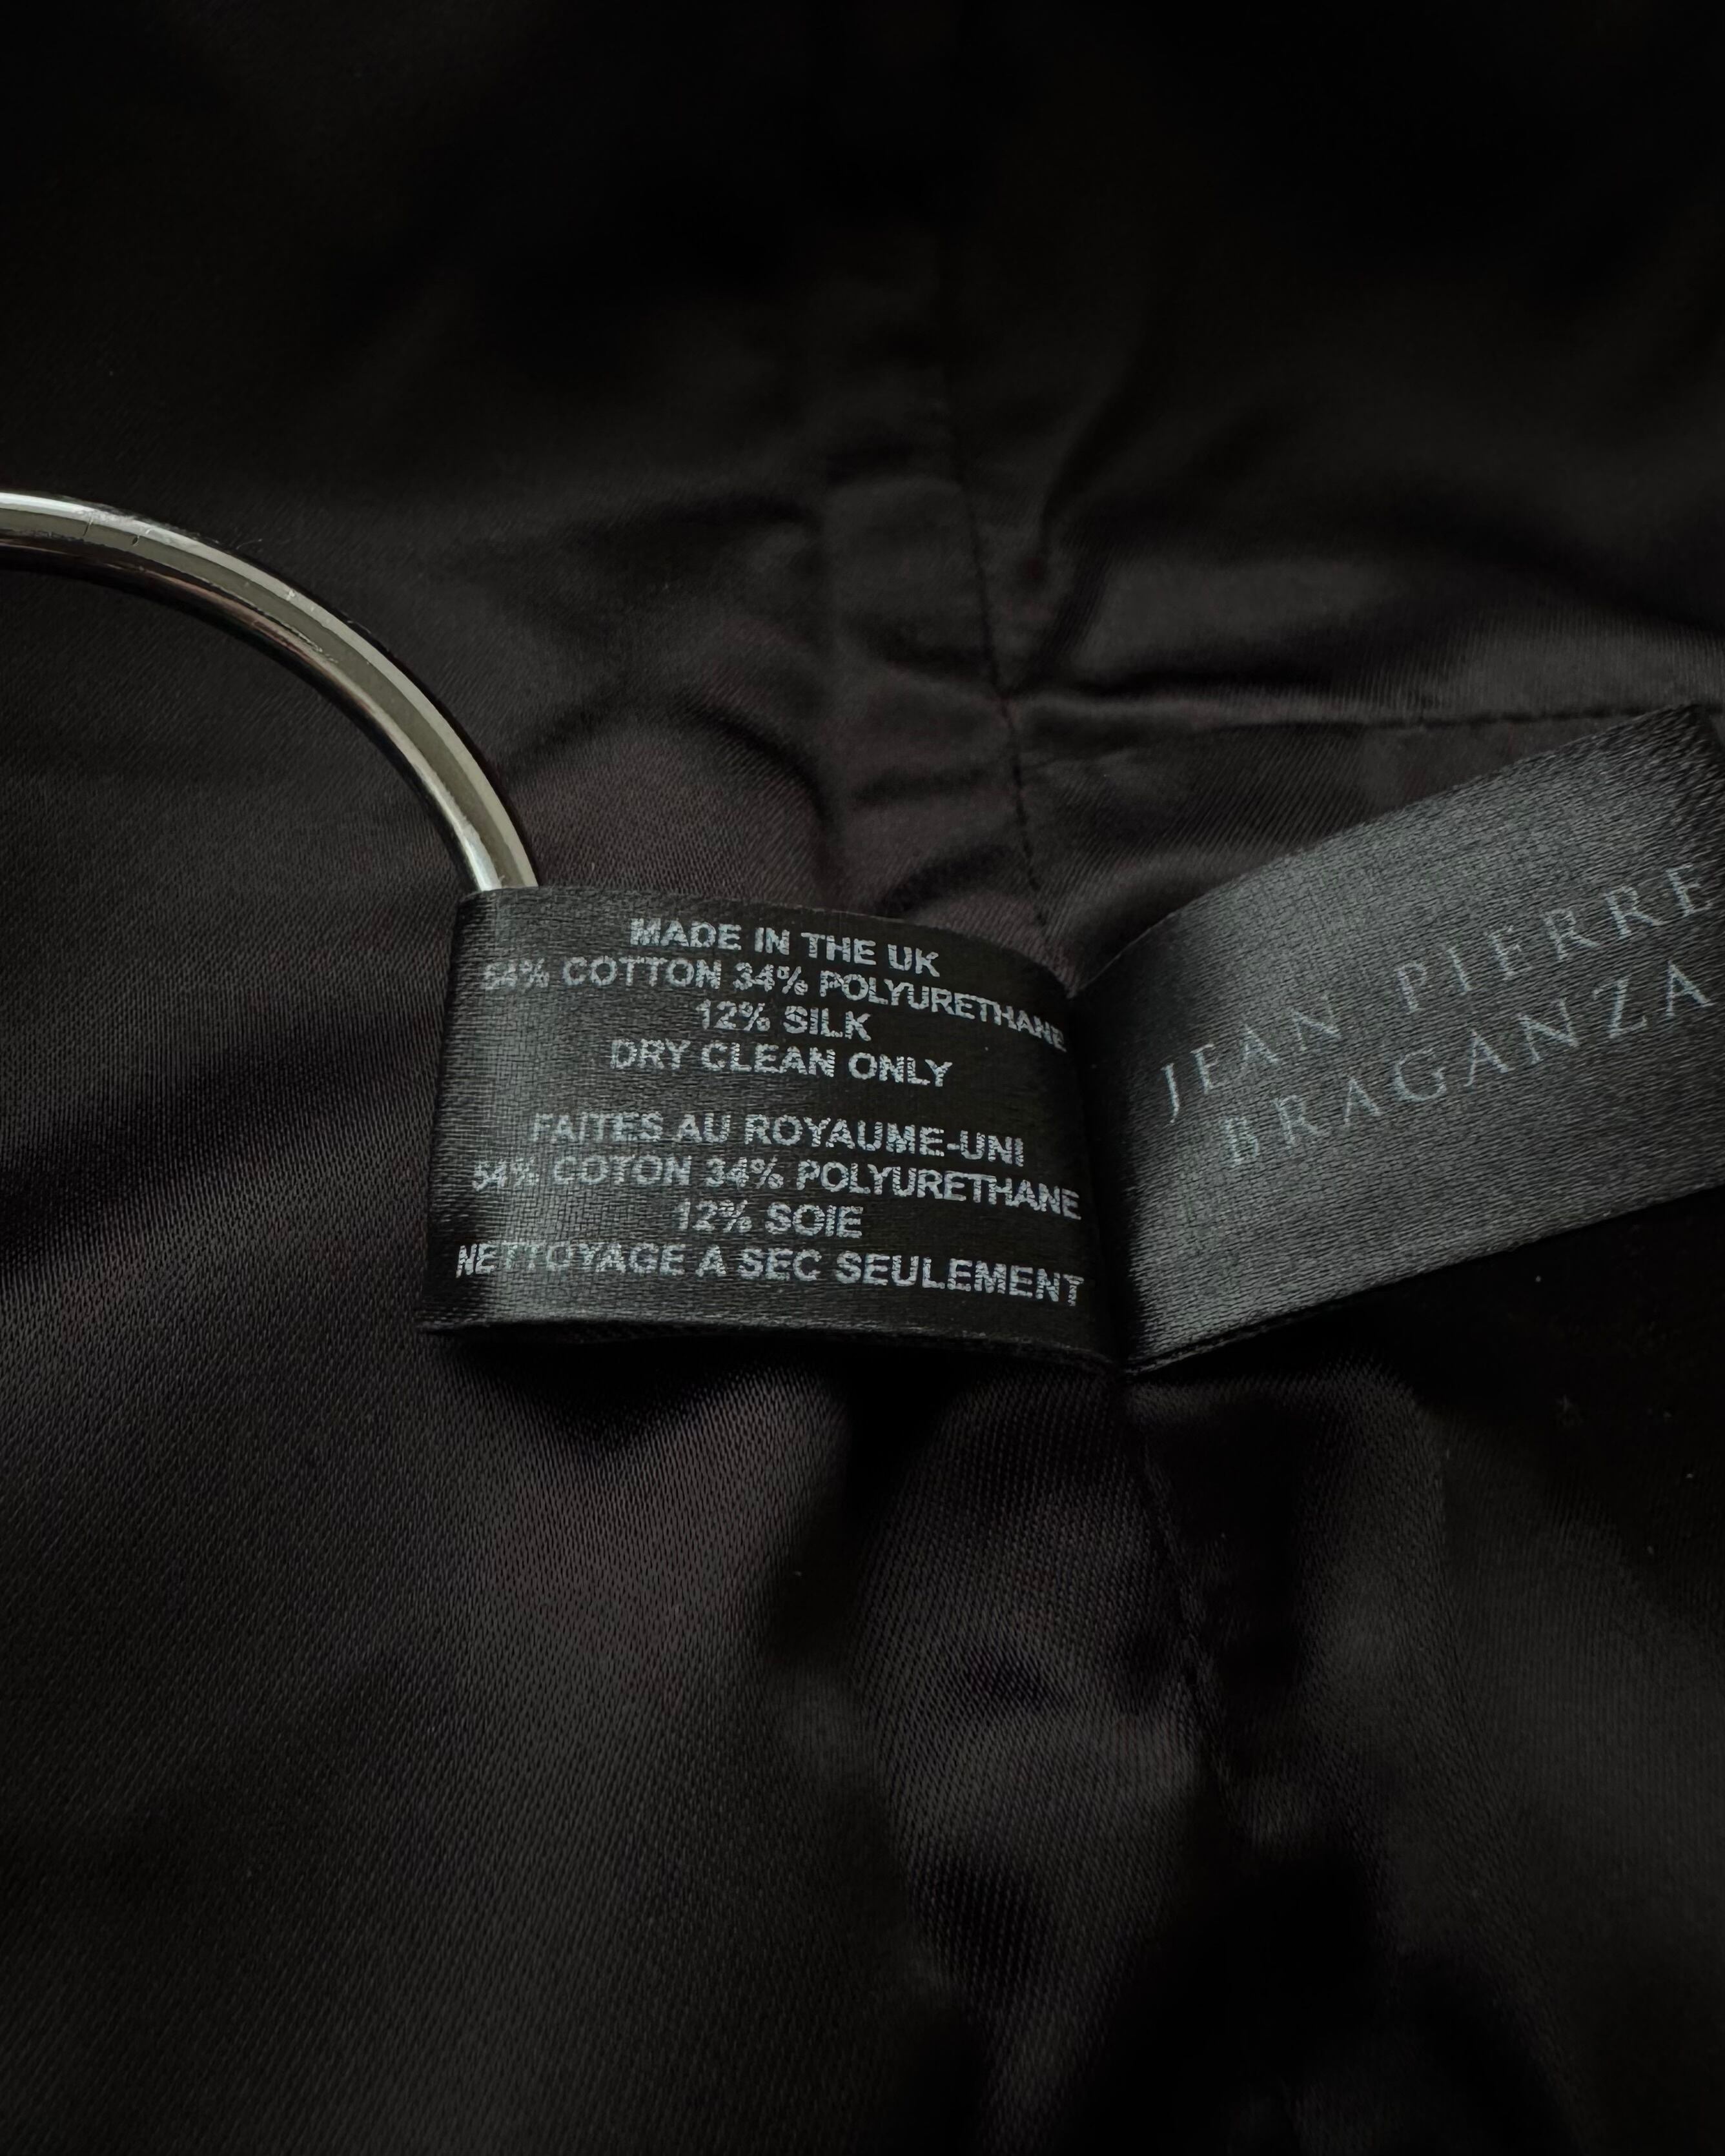 MADE IN THE UK
54% COTTON 34% POLYURETHANE
12% SILK
DRY CLEAN ONLY
FAITES AU ROYAUME-UNI
54% COTON 34% POLYURETHANE
12% SOIE
NETTOYAGE A SEC SEULEMENT
JEAN PIERRE
BRAGANZA